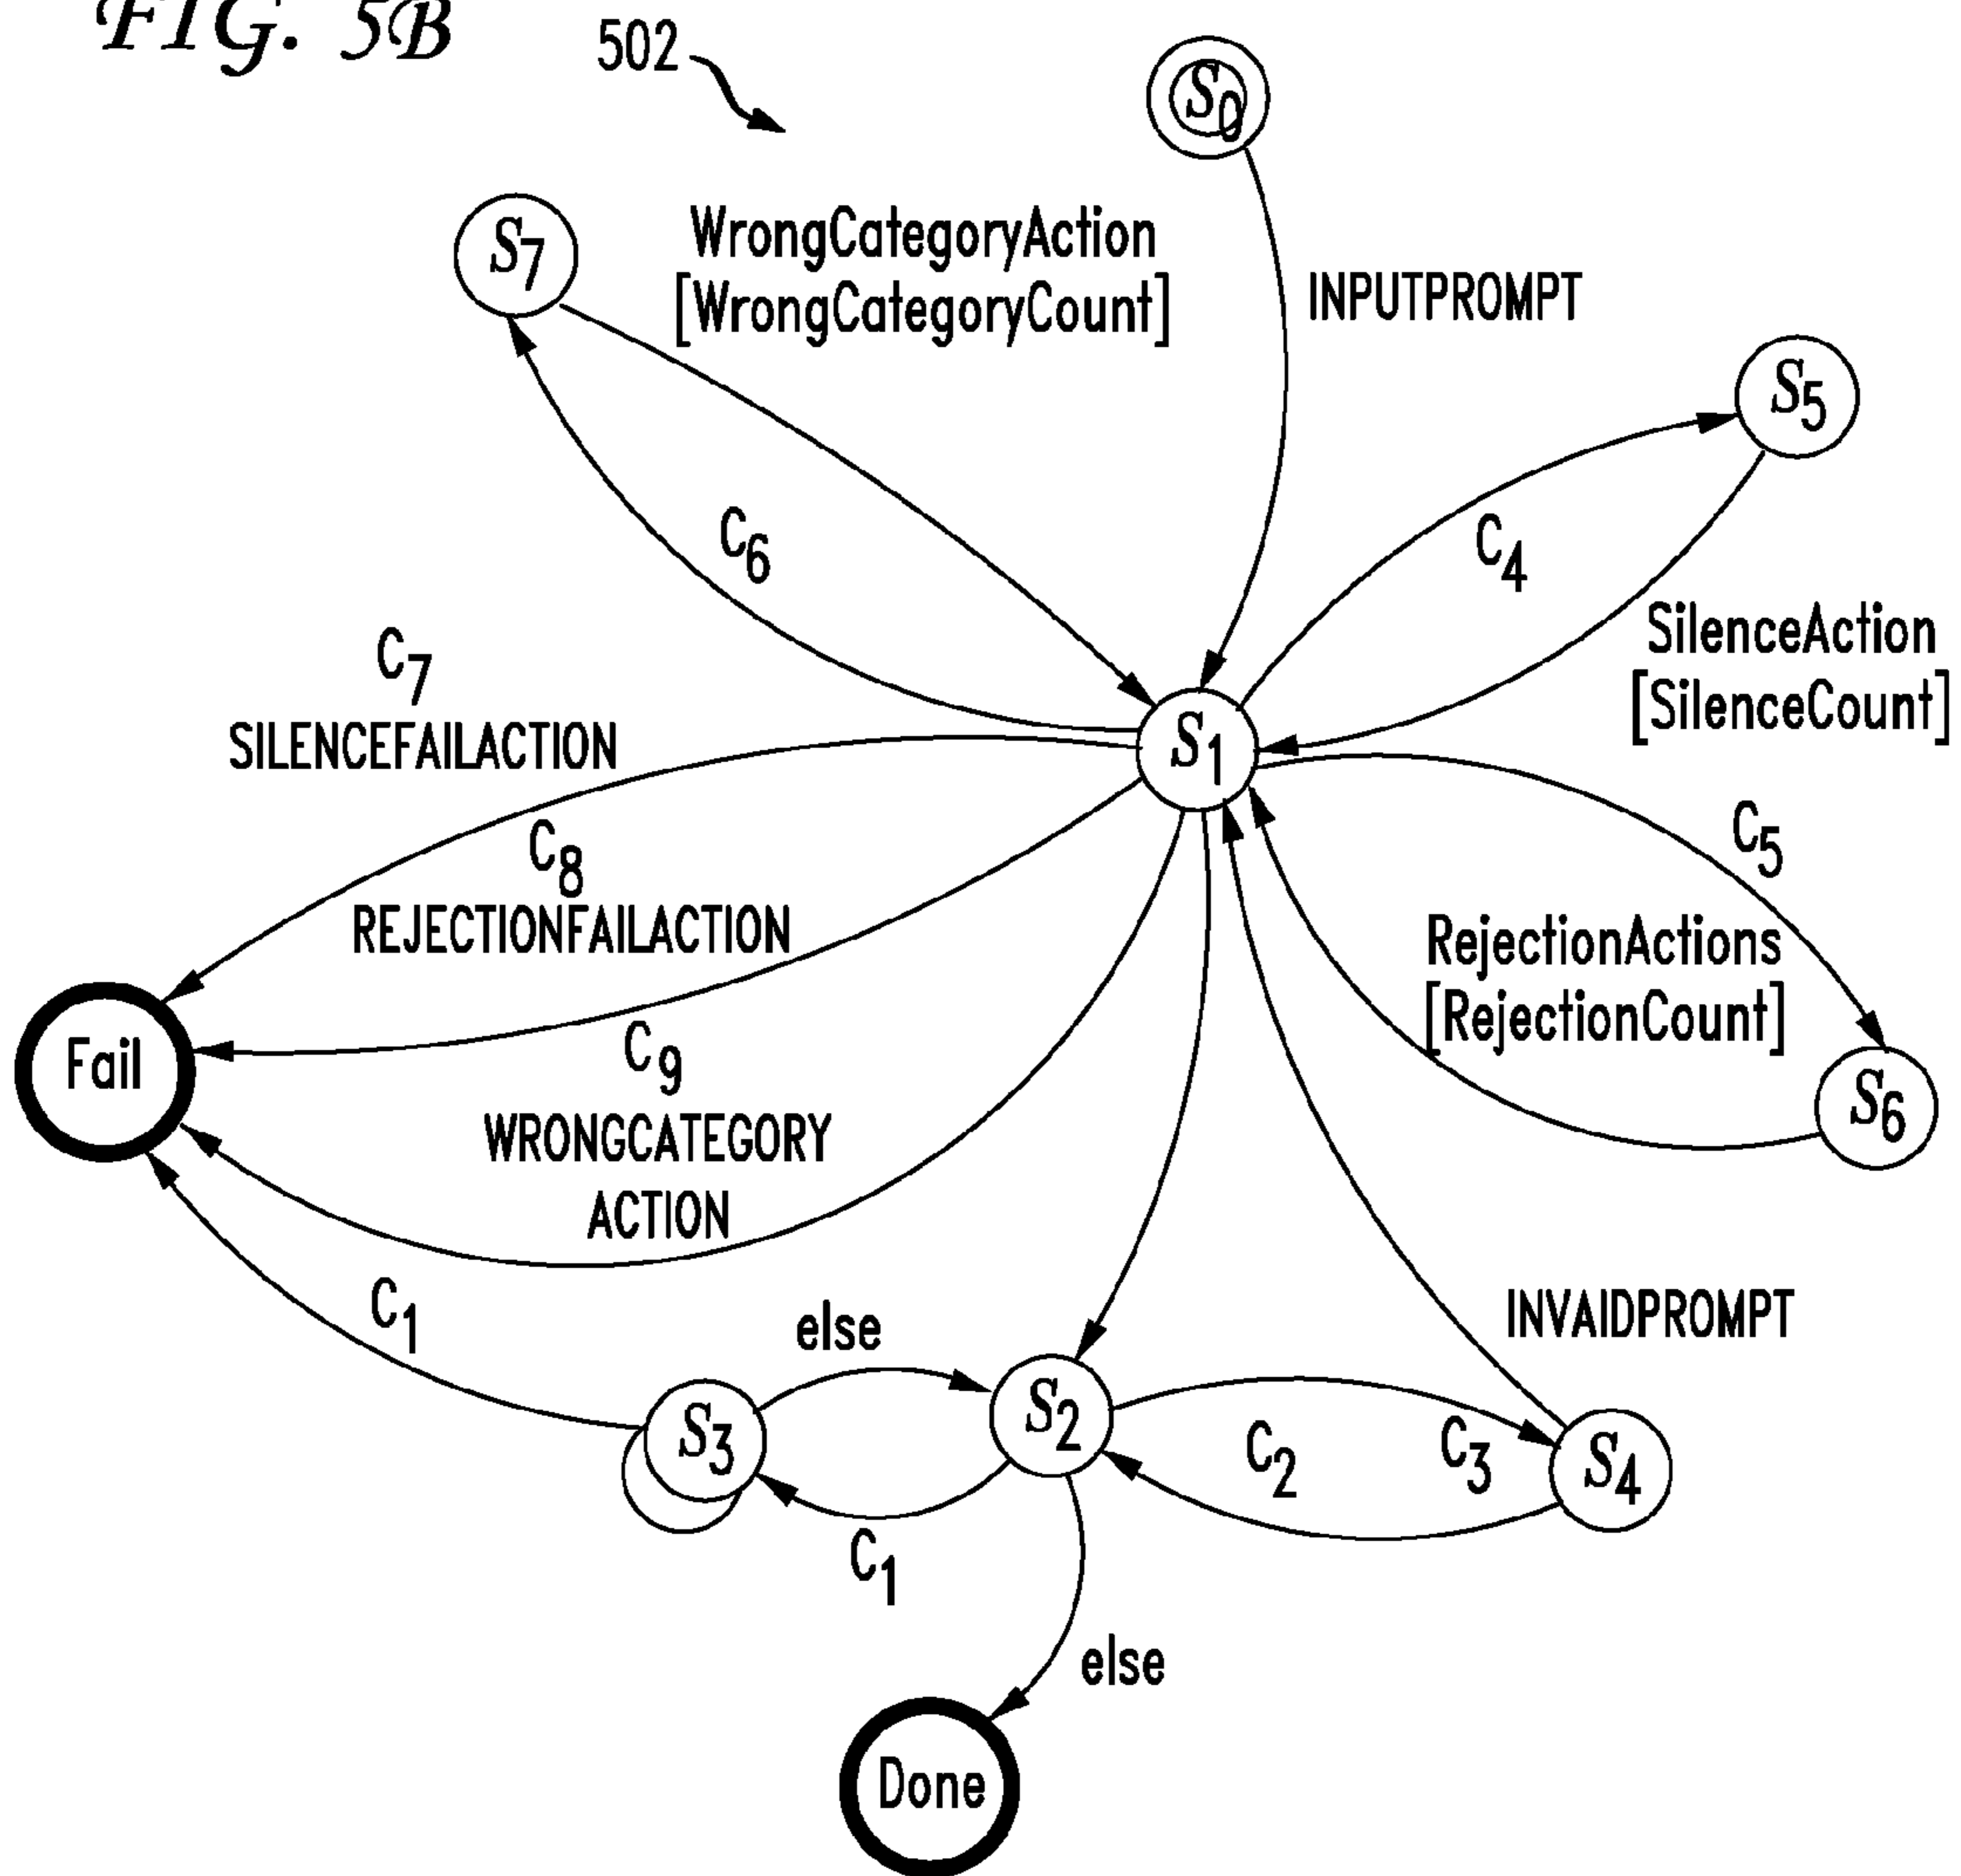 FIG. 5B
502
S0
S7
WrongCategoryAction
[WrongCategoryCount]
INPUTPROMPT
S5
C6
C4
C7
SILENCEFAILACTION
SilenceAction
[SilenceCount]
S1
C8
REJECTIONFAILACTION
C5
RejectionActions
[RejectionCount]
Fail
C9
WRONGCATEGORY
ACTION
S6
C1
else
INVAIDPROMPT
S3
S2
C2
C3
S4
C1
else
Done